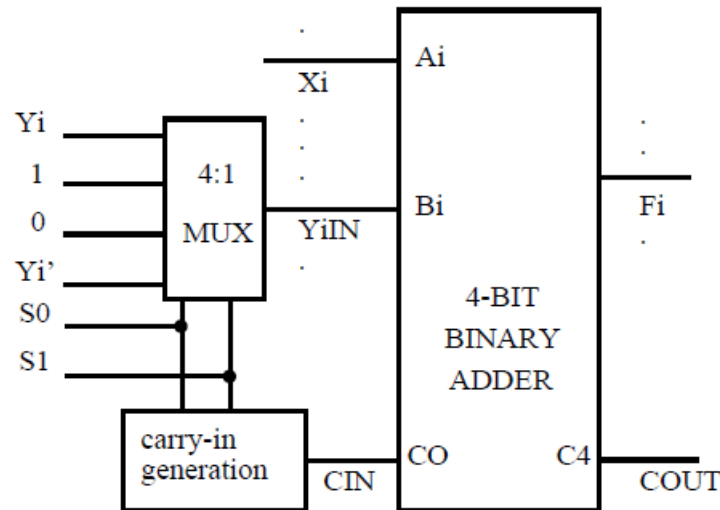 Ai
Xi
Yi
1
4:1
0
MUX
YiIN
Bi
Fi
Yi’
S0
4-BIT
BINARY
S1
ADDER
carry-in
generation
CIN
CO
C4
COUT